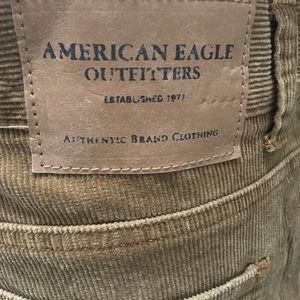 AMERICAN EAGLE
OUTFITTERS
ESTABLISHED 1977
AUTHENTIC BRAND CLOTHING